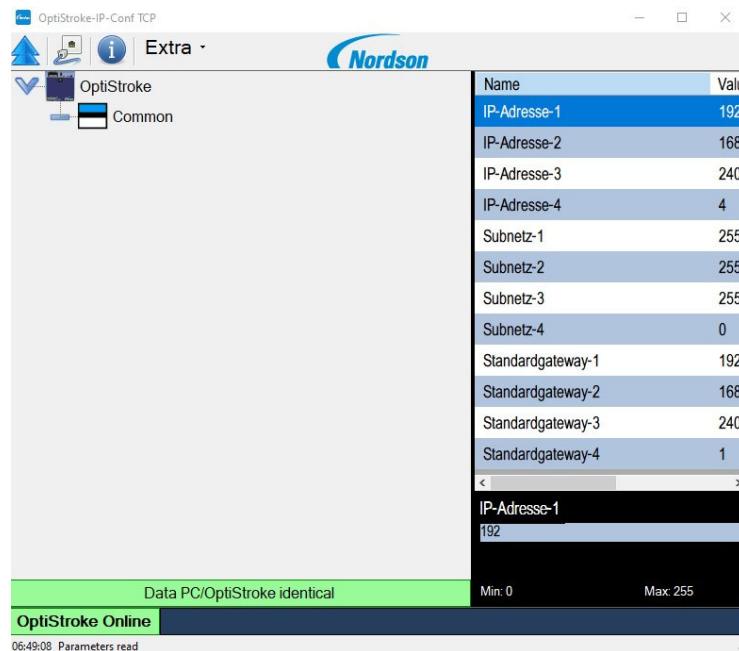 OptiStroke-IP-Conf TCP
Extra
Nordson
OptiStroke
Common
Name Valu
IP-Adresse-1 192
IP-Adresse-2 168
IP-Adresse-3 240
IP-Adresse-4 4
Subnetz-1 255
Subnetz-2 255
Subnetz-3 255
Subnetz-4 0
Standardgateway-1 192
Standardgateway-2 168
Standardgateway-3 240
Standardgateway-4 1
IP-Adresse-1
192
Data PC/OptiStroke identical
Min: 0 Max: 255
OptiStroke Online
06:49:08 Parameters read